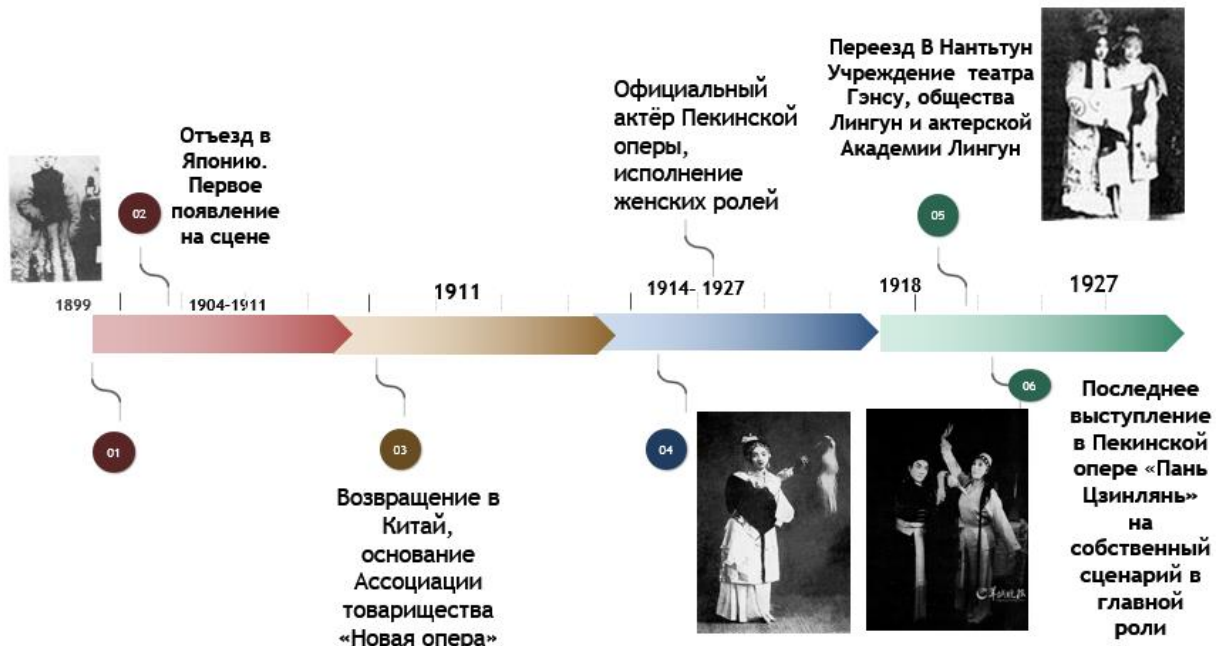 Отъезд в
Японию.
Первое
появление
на сцене
02
Официальный
актёр Пекинской
оперы,
исполнение
женских ролей
Переезд В Нантьтун
Учреждение театра
Гэнсу, общества
Лингун и актерской
Академии Лингун
05
1899
1904-1911
1911
1914- 1927
1918
1927
01
03
Возвращение в
Китай,
основание
Ассоциации
товарищества
«Новая опера»
04
06
Последнее
выступление
в Пекинской
опере «Пань
Цзинлянь»
на
собственный
сценарий в
главной
роли